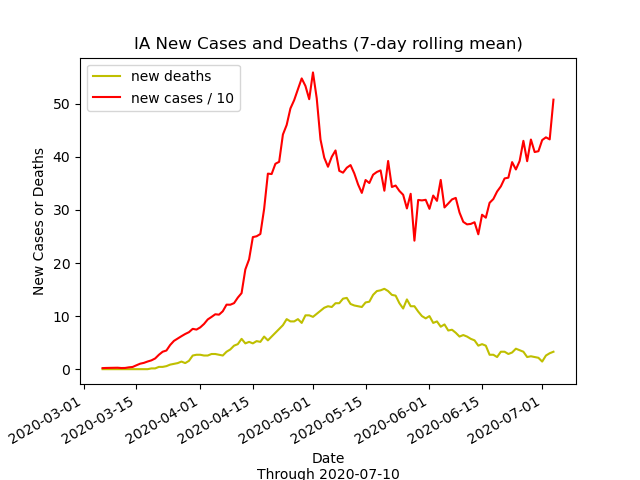 IA New Cases and Deaths (7-day rolling mean)
new deaths
new cases / 10
New Cases or Deaths
50
40
30
20
10
0
2020-03-01
2020-03-15
2020-04-01
2020-04-15
2020-05-01
2020-05-15
2020-06-01
2020-06-15
2020-07-01
Date
Through 2020-07-10